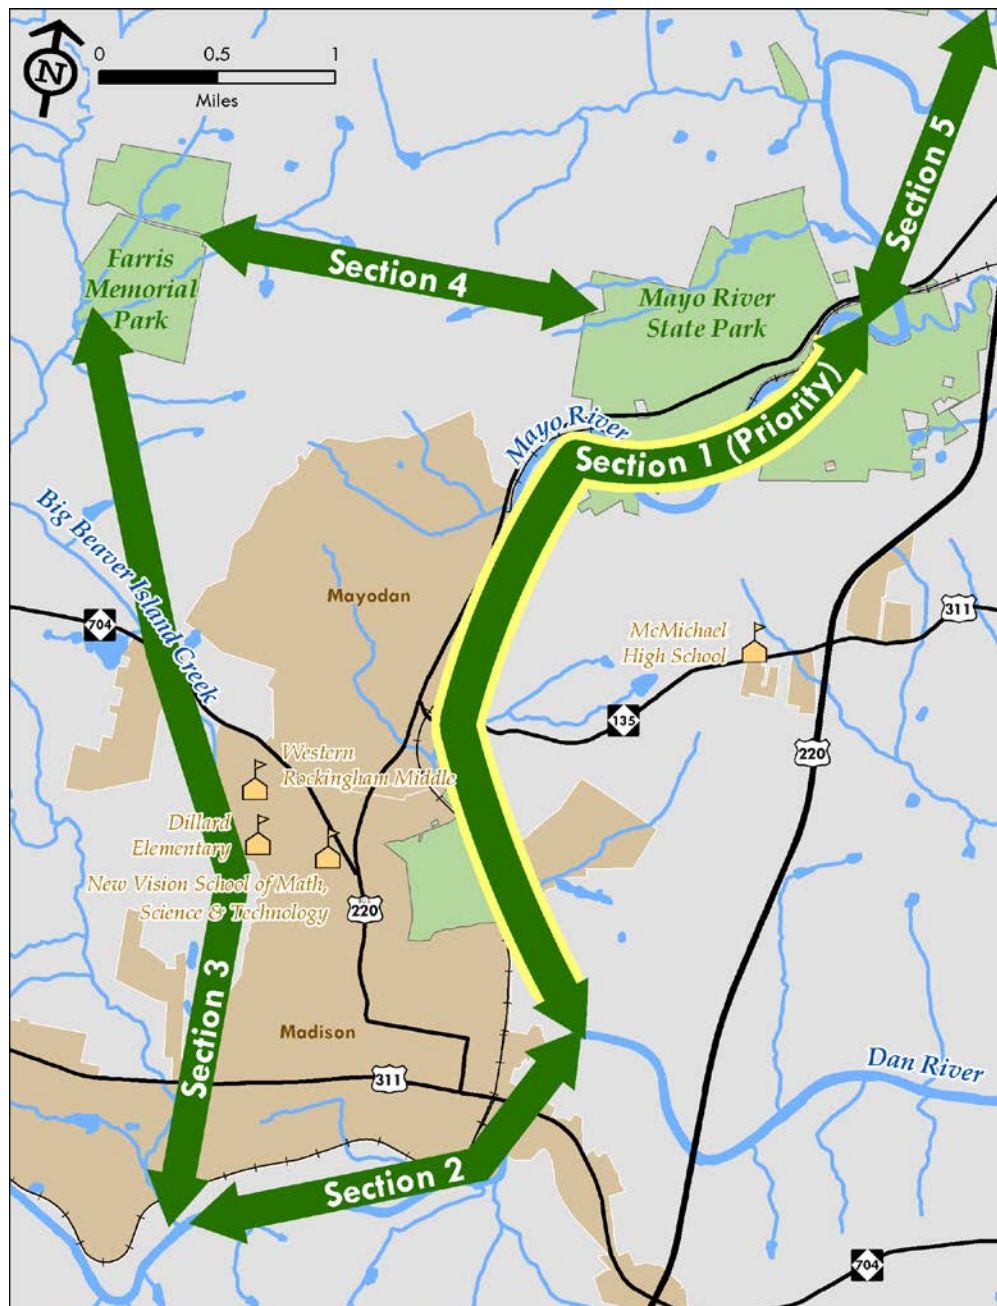 0 0.5 1
Miles
N
Section 5
Farris
Memorial
Park
Section 4
Mayo River
State Park
Mayo River
Section 1 (Priority)
Big Beaver Island Creek
Mayodan
704
311
McMichael
High School
135
220
Western
Rockingham Middle
Dillard
Elementary
New Vision School of Math,
Science & Technology
220
Section 3
Madison
311
Dan River
Section 2
704